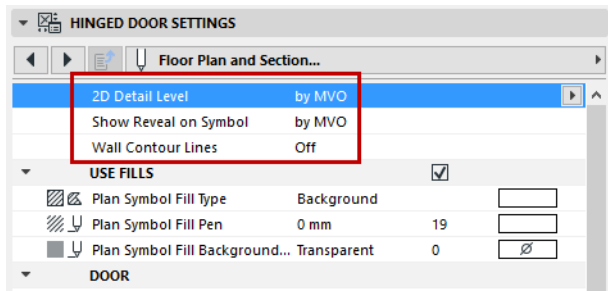 HINGED DOOR SETTINGS
Floor Plan and Section...
2D Detail Level by MVO
Show Reveal on Symbol by MVO
Wall Contour Lines Off
USE FILLS
Plan Symbol Fill Type Background
Plan Symbol Fill Pen 0 mm 19
Plan Symbol Fill Background... Transparent 0
DOOR